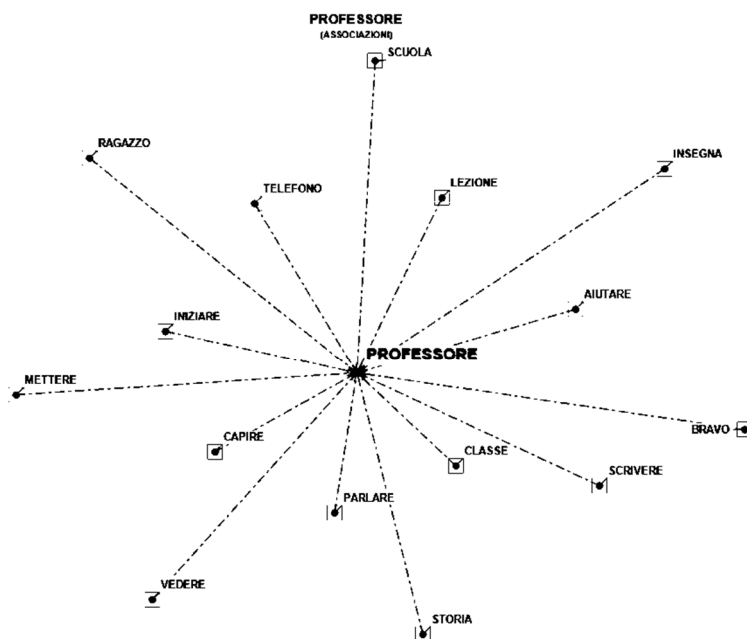 PROFESSORE
(ASSOCIAZIONI)
SCUOLA
RAGAZZO
INSEGNA
TELEFONO
LEZIONE
AIUTARE
INIZIARE
PROFESSORE
METTERE
BRAVO
CAPIRE
CLASSE
SCRIVERE
PARLARE
VEDERE
STORIA